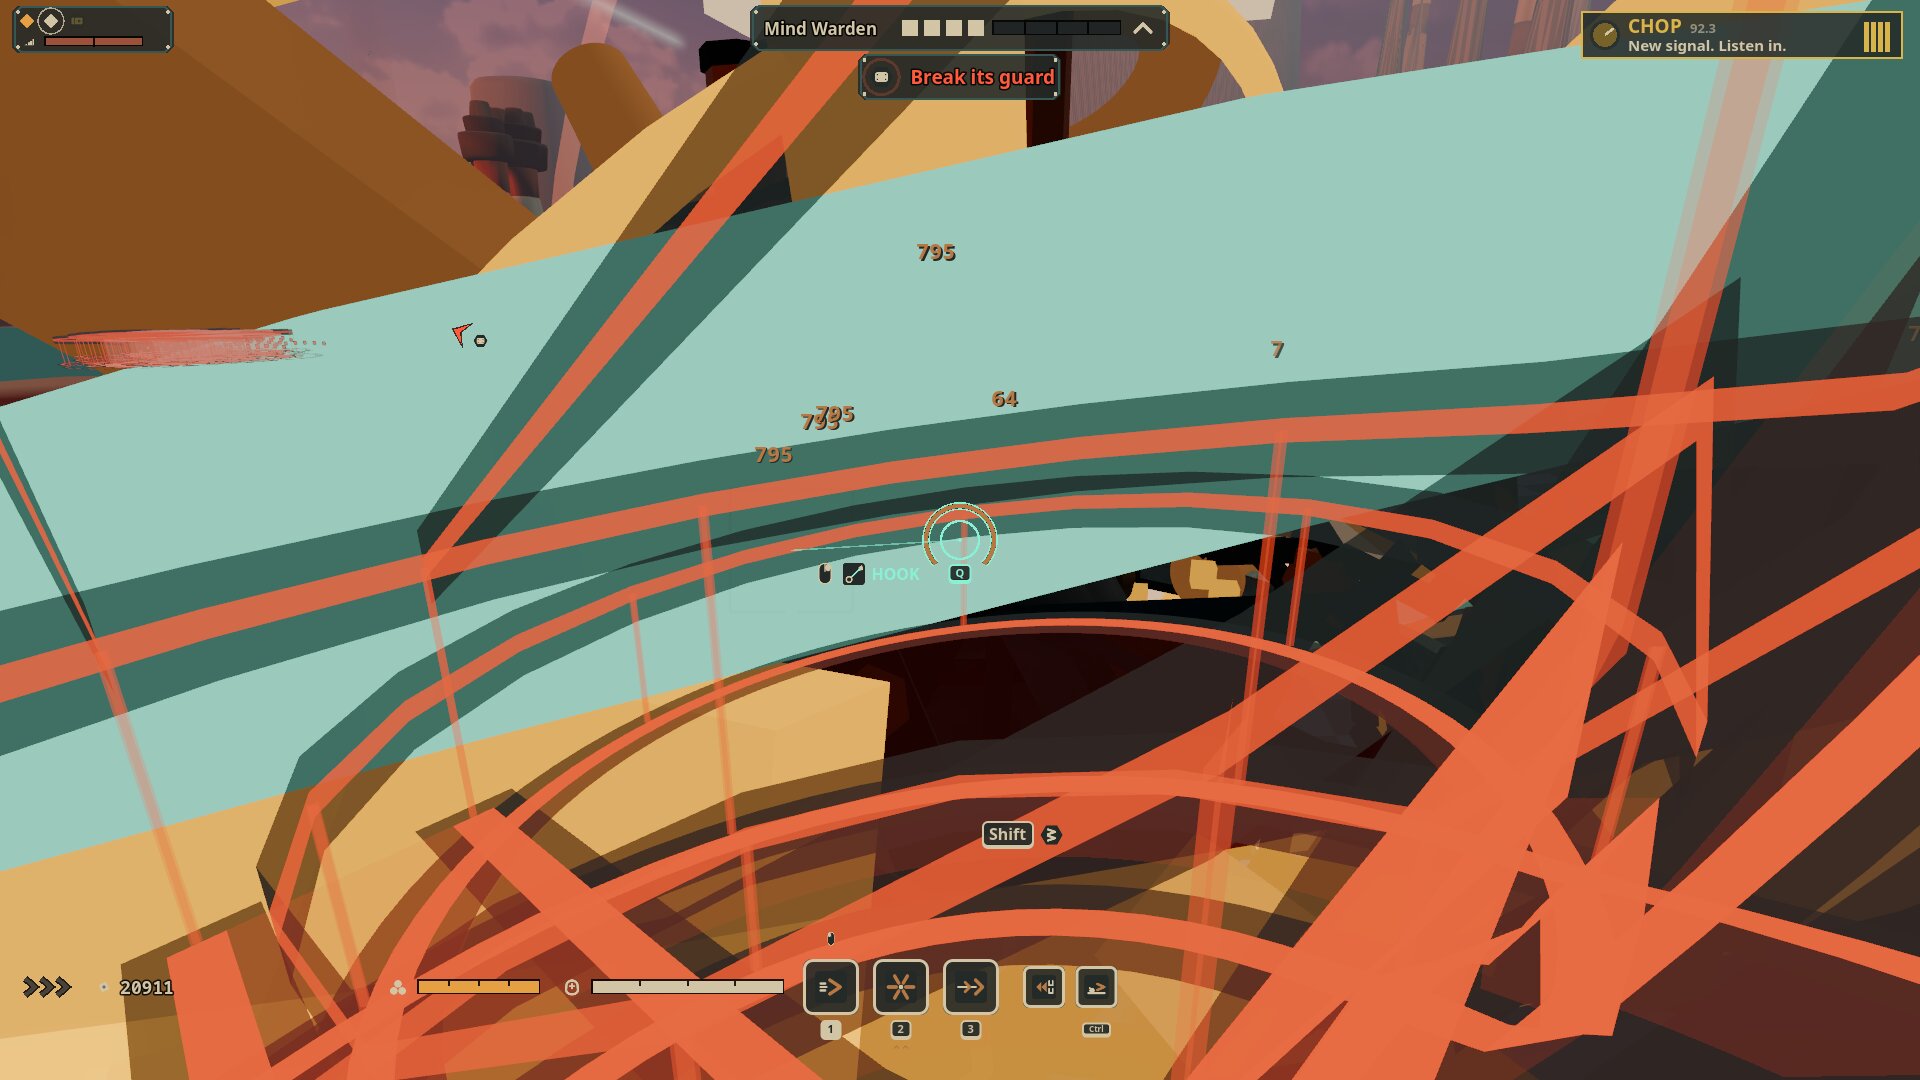 Mind Warden
Break its guard
CHOP 92.3
New signal. Listen in.
795
7
64
795
795
795
HOOK
Q
Shift
20911
1
2
3
Ctrl